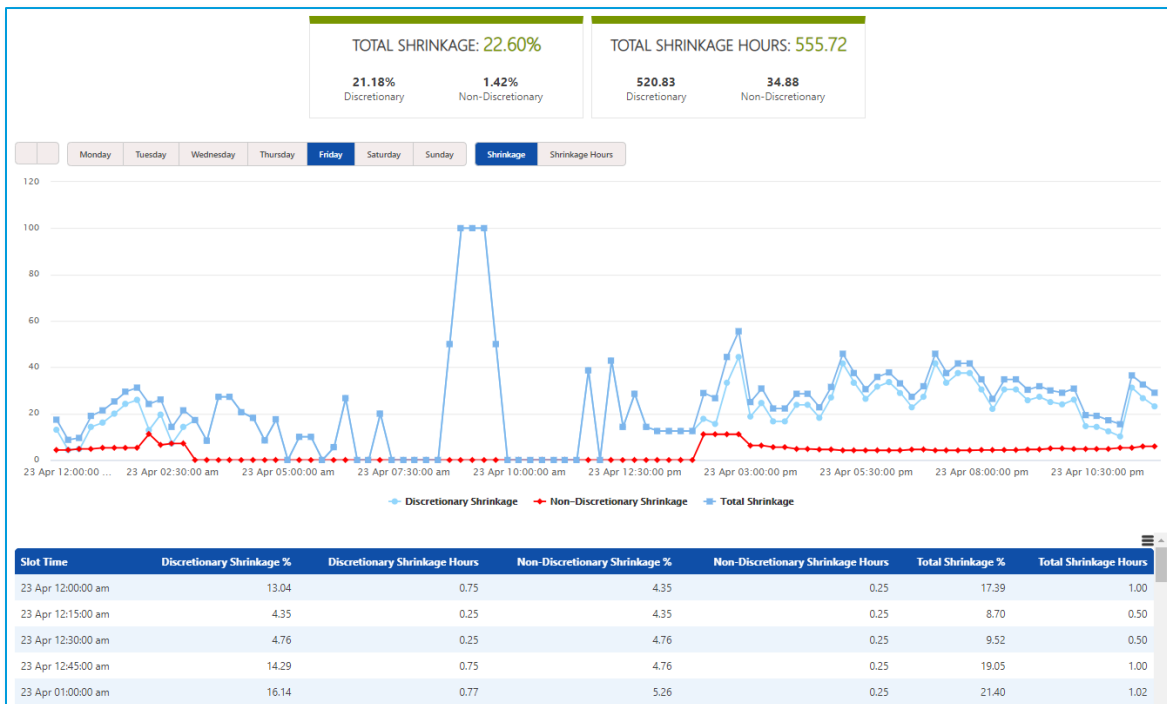 TOTAL SHRINKAGE: 22.60%
21.18% 1.42%
Discretionary Non-Discretionary
TOTAL SHRINKAGE HOURS: 555.72
520.83 34.88
Discretionary Non-Discretionary
Monday Tuesday Wednesday Thursday Friday Saturday Sunday Shrinkage Shrinkage Hours
120
100
80
60
40
20
0
23 Apr 12:00:00 ... 23 Apr 02:30:00 am 23 Apr 05:00:00 am 23 Apr 07:30:00 am 23 Apr 10:00:00 am 23 Apr 12:30:00 pm 23 Apr 03:00:00 pm 23 Apr 05:30:00 pm 23 Apr 08:00:00 pm 23 Apr 10:30:00 pm
Discretionary Shrinkage Non-Discretionary Shrinkage Total Shrinkage
Slot Time Discretionary Shrinkage % Discretionary Shrinkage Hours Non-Discretionary Shrinkage % Non-Discretionary Shrinkage Hours Total Shrinkage % Total Shrinkage Hours
23 Apr 12:00:00 am 13.04 0.75 4.35 0.25 17.39 1.00
23 Apr 12:15:00 am 4.35 0.25 4.35 0.25 8.70 0.50
23 Apr 12:30:00 am 4.76 0.25 4.76 0.25 9.52 0.50
23 Apr 12:45:00 am 14.29 0.75 4.76 0.25 19.05 1.00
23 Apr 01:00:00 am 16.14 0.77 5.26 0.25 21.40 1.02